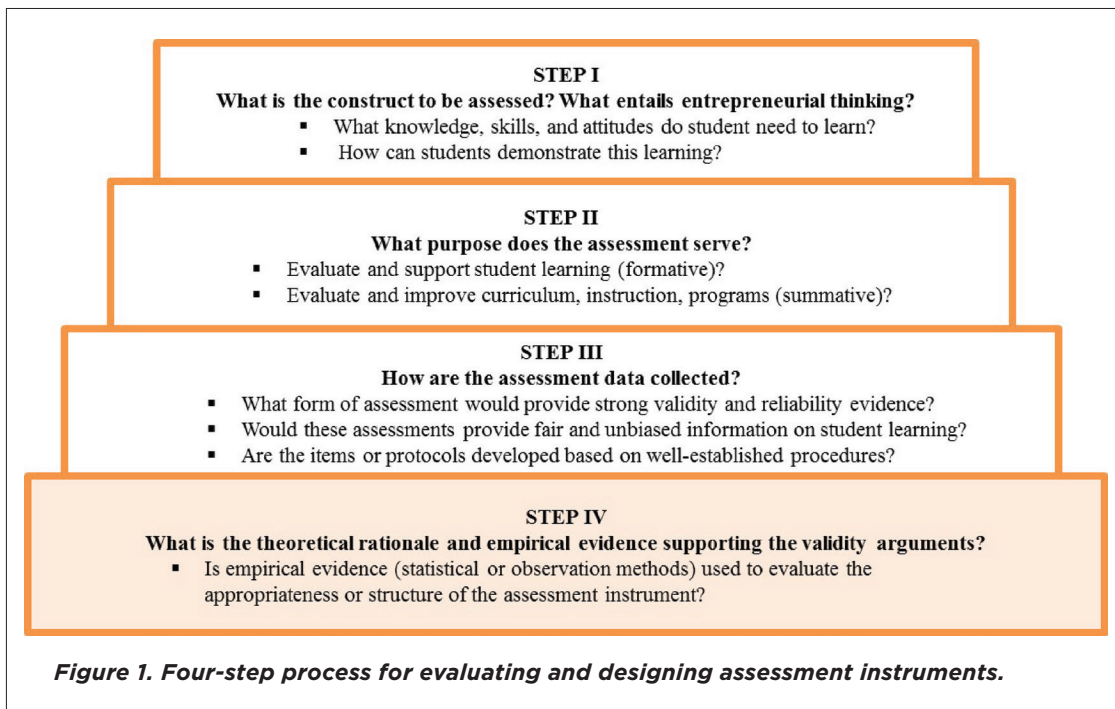 STEP I
What is the construct to be assessed? What entails entrepreneurial thinking?
▪ What knowledge, skills, and attitudes do student need to learn?
▪ How can students demonstrate this learning?
STEP II
What purpose does the assessment serve?
▪ Evaluate and support student learning (formative)?
▪ Evaluate and improve curriculum, instruction, programs (summative)?
STEP III
How are the assessment data collected?
▪ What form of assessment would provide strong validity and reliability evidence?
▪ Would these assessments provide fair and unbiased information on student learning?
▪ Are the items or protocols developed based on well-established procedures?
STEP IV
What is the theoretical rationale and empirical evidence supporting the validity arguments?
▪ Is empirical evidence (statistical or observation methods) used to evaluate the
appropriateness or structure of the assessment instrument?
Figure 1. Four-step process for evaluating and designing assessment instruments.